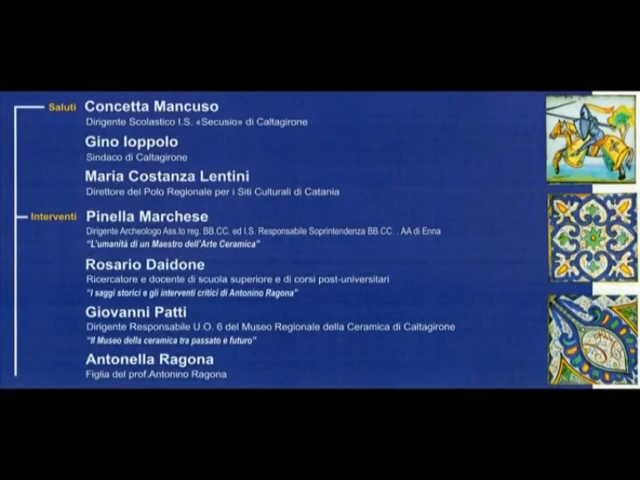 Saluti Concetta Mancuso
Dirigente Scolastico I.S. «Secusio» di Caltagirone
Gino Ioppolo
Sindaco di Caltagirone
Maria Costanza Lentini
Direttore del Polo Regionale per i Siti Culturali di Catania
Interventi Pinella Marchese
Dirigente Archeologo Ass.to reg. BB.CC. ed I.S. Responsabile Soprintendenza BB.CC. . AA di Enna
"L'umanità di un Maestro dell'Arte Ceramica"
Rosario Daidone
Ricercatore e docente di scuola superiore e di corsi post-universitari
"I saggi storici e gli interventi critici di Antonino Ragona"
Giovanni Patti
Dirigente Responsabile U.O. 6 del Museo Regionale della Ceramica di Caltagirone
"Il Museo della ceramica tra passato e futuro"
Antonella Ragona
Figlia del prof.Antonino Ragona